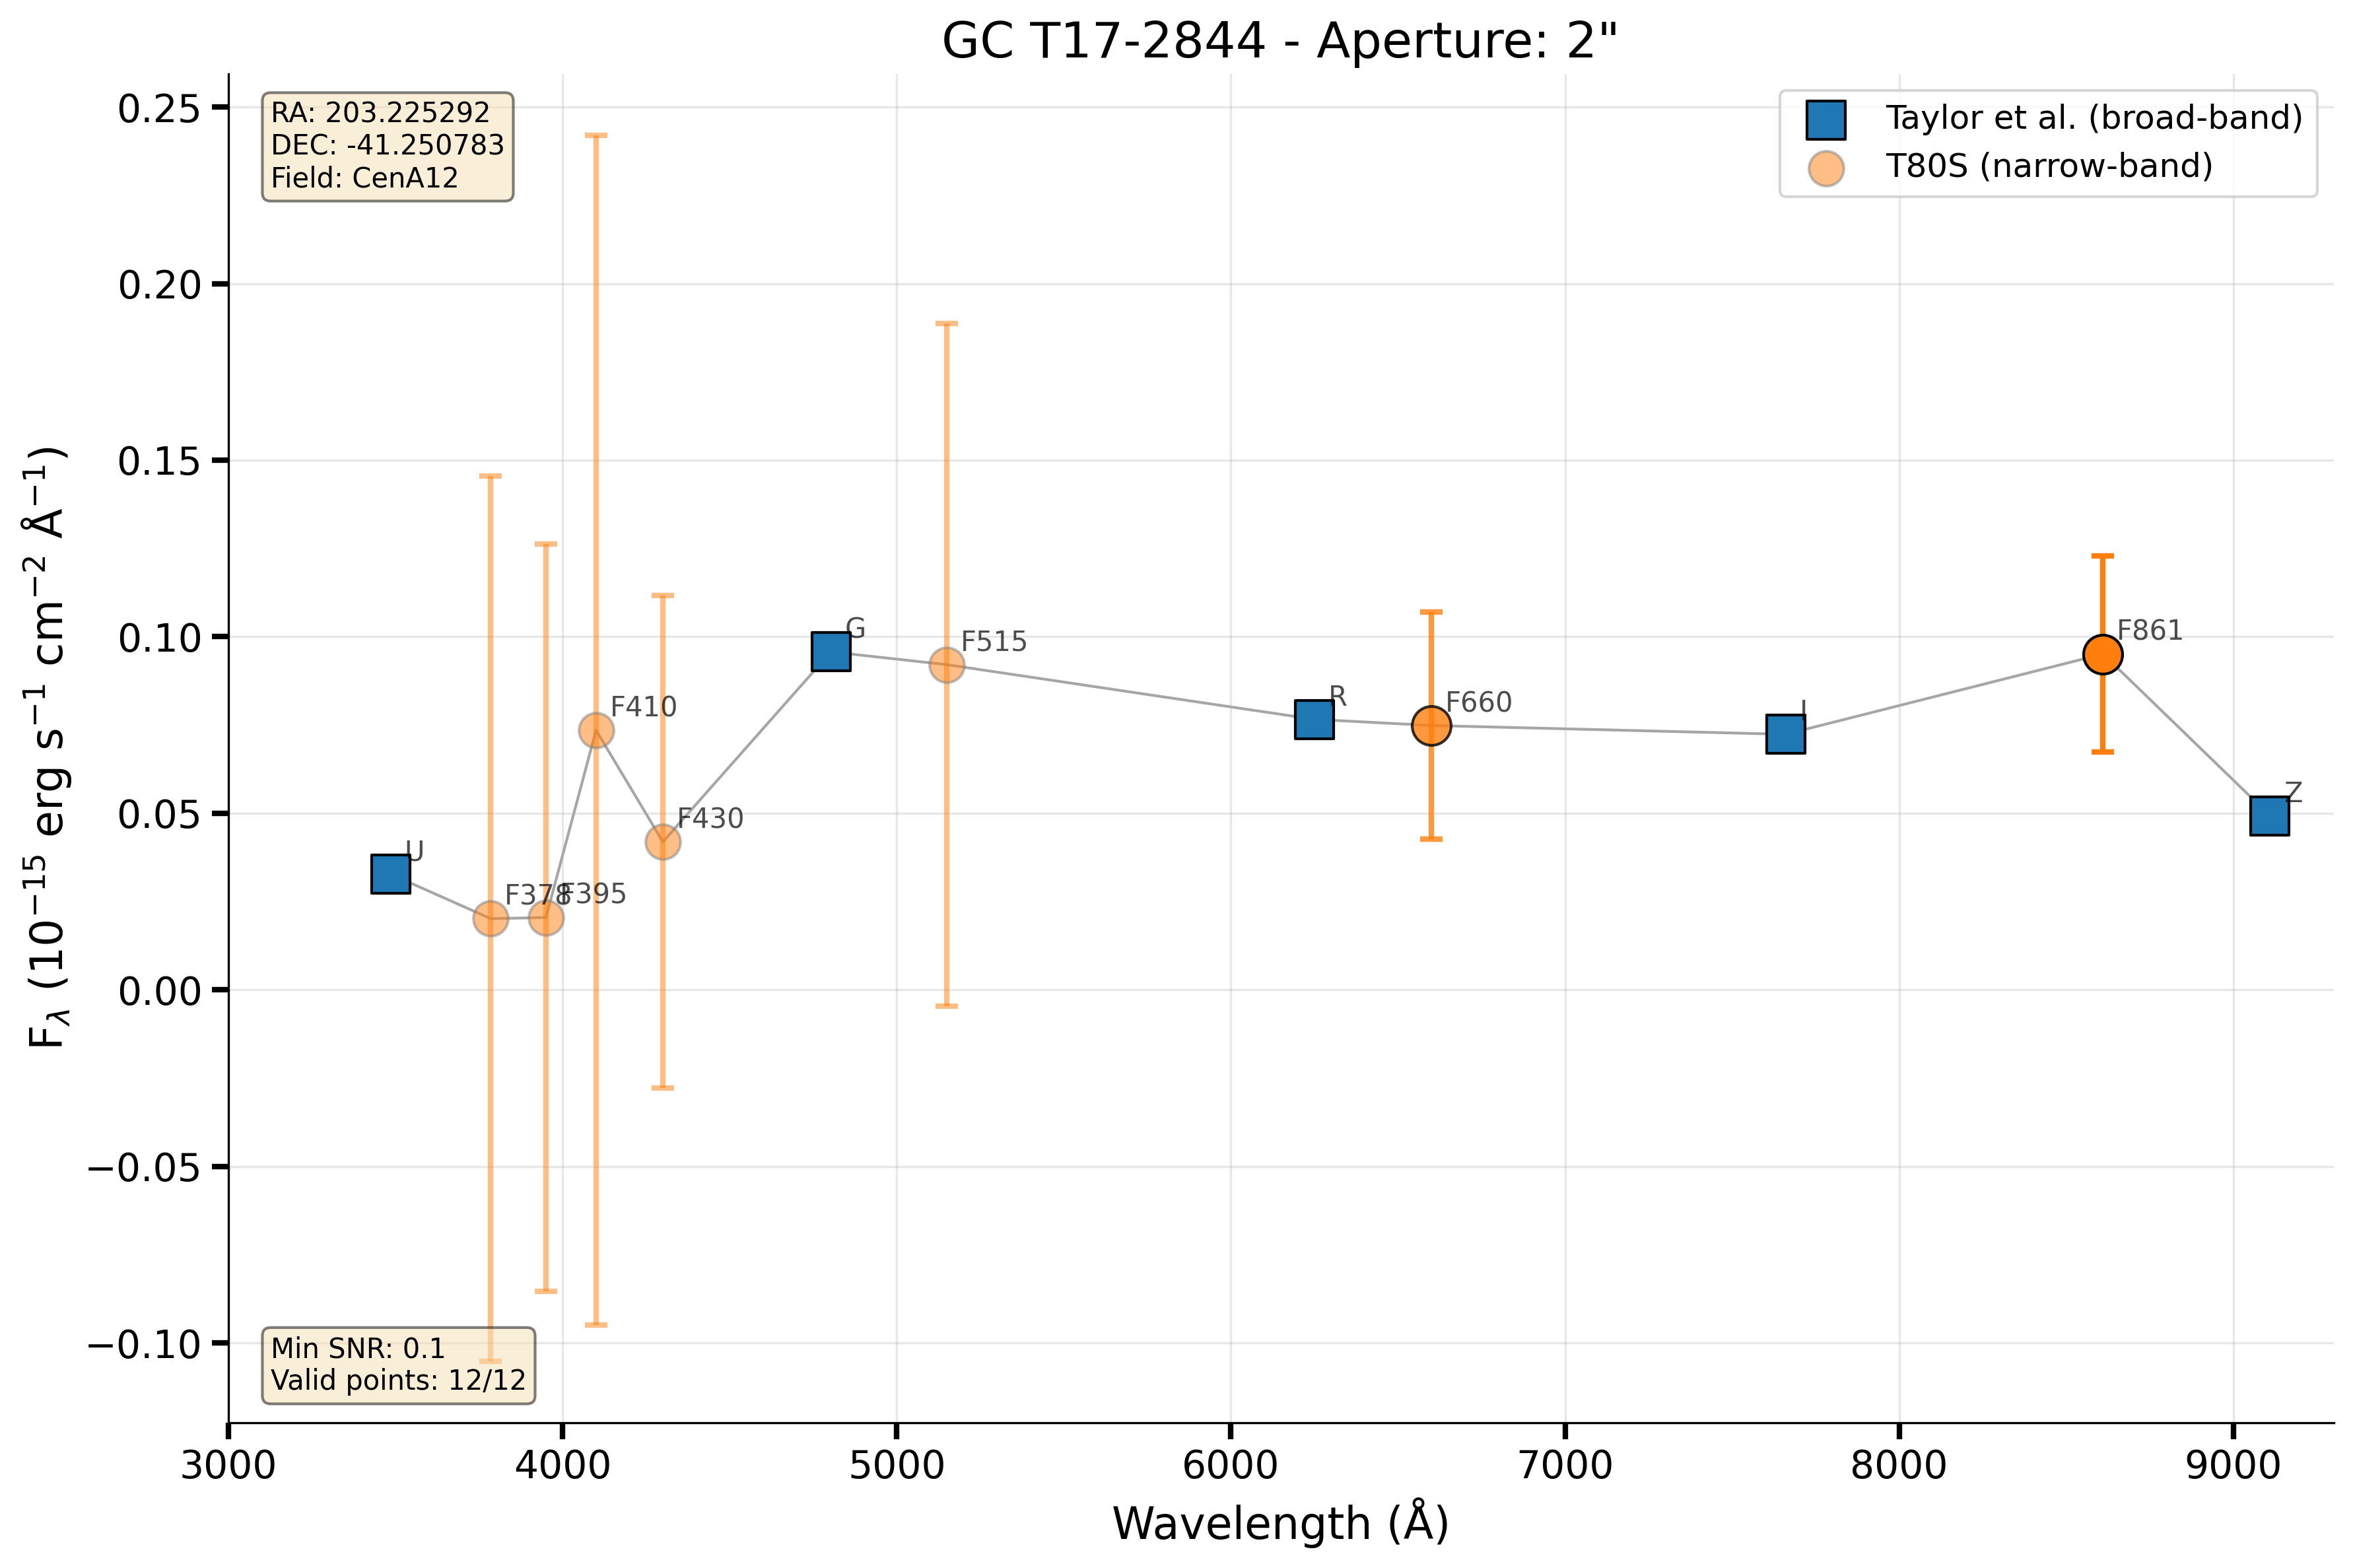 GC T17-2844 - Aperture: 2"
RA: 203.225292
DEC: -41.250783
Field: CenA12
Taylor et al. (broad-band)
T80S (narrow-band)
0.25
0.20
0.15
0.10
0.05
0.00
−0.05
−0.10
F_λ (10⁻¹⁵ erg s⁻¹ cm⁻² Å⁻¹)
U
F378
F395
F410
F430
G
F515
R
F660
I
F861
Z
Min SNR: 0.1
Valid points: 12/12
3000 4000 5000 6000 7000 8000 9000
Wavelength (Å)